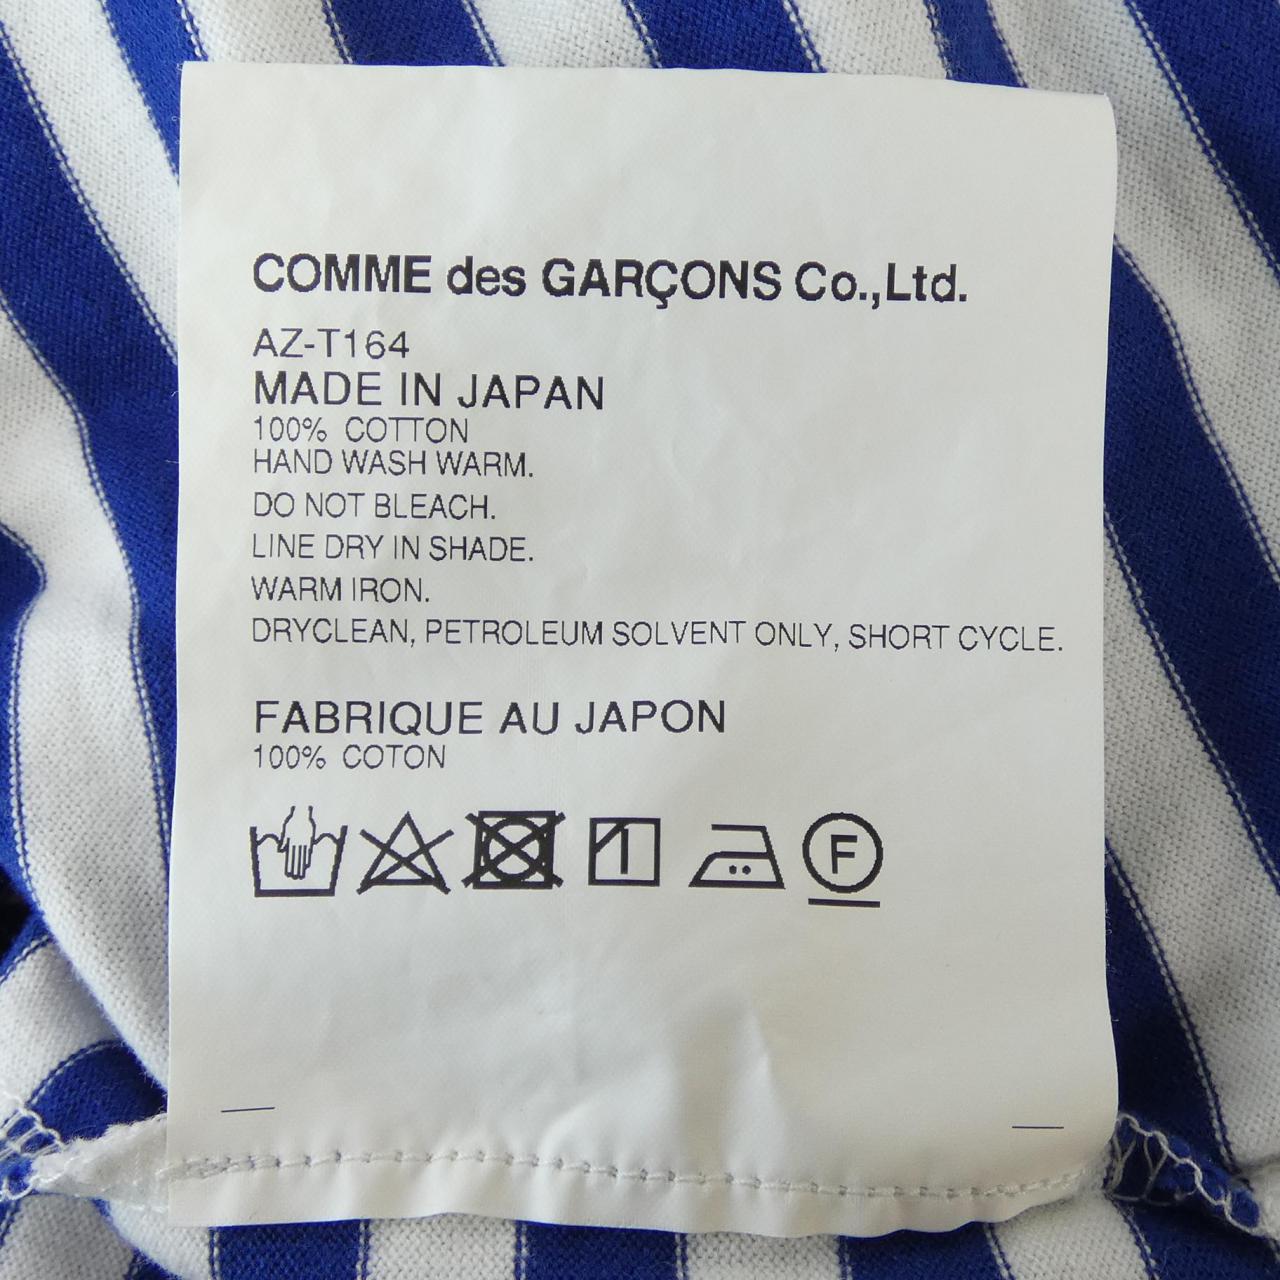 COMME des GARÇONS Co.,Ltd.
AZ-T164
MADE IN JAPAN
100% COTTON
HAND WASH WARM.
DO NOT BLEACH.
LINE DRY IN SHADE.
WARM IRON.
DRYCLEAN, PETROLEUM SOLVENT ONLY, SHORT CYCLE.
FABRIQUE AU JAPON
100% COTON
F